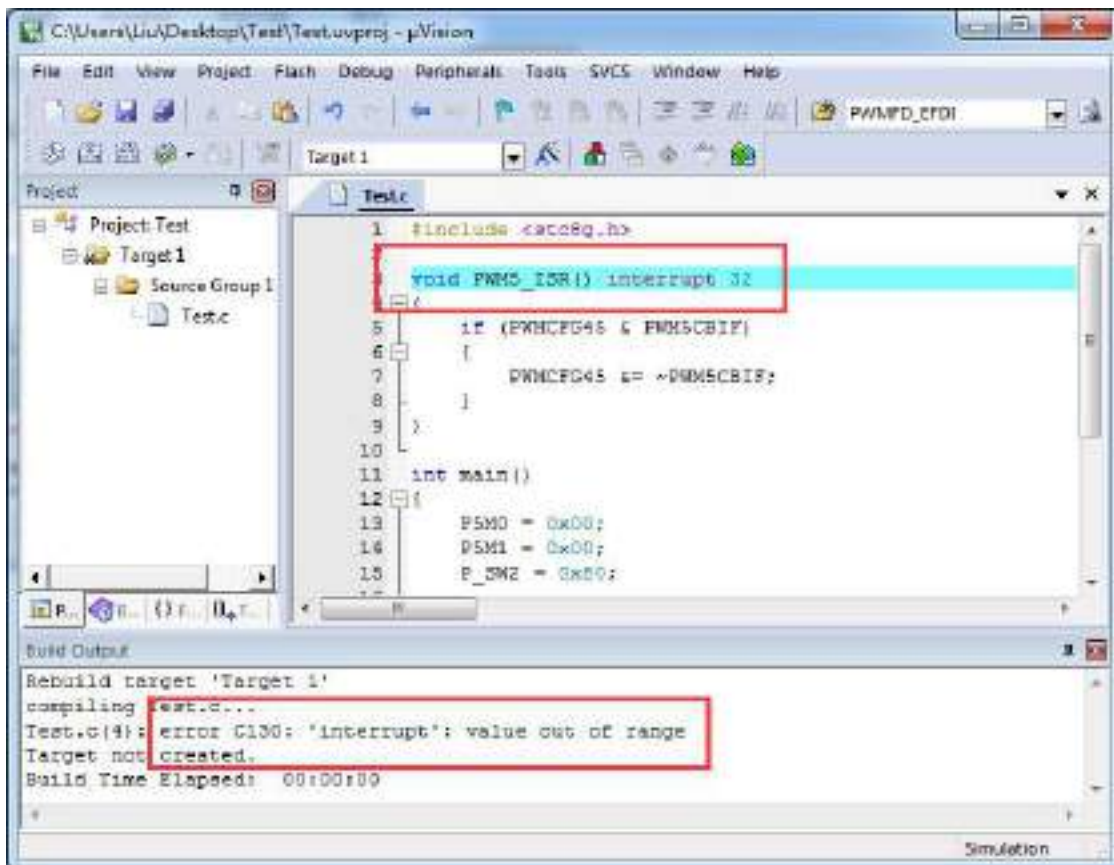 C:\Users\Liu\Desktop\Test\Test.uvproj - µVision
File Edit View Project Flash Debug Peripherals Tools SVCS Window Help
PWMFD_EFDI
Target 1
Project
Project: Test
Target 1
Source Group 1
Test.c
Test.c
1 #include <stc8g.h>
2
3 void PWM5_ISR() interrupt 32
4 {
5 if (PWMCFG45 & PWM5CBIF)
6 {
7 PWMCFG45 &= ~PWM5CBIF;
8 }
9 }
10
11 int main()
12 {
13 P5M0 = 0x00;
14 P5M1 = 0x00;
15 P_SW2 = 0x80;
Build Output
Rebuild target 'Target 1'
compiling Test.c...
Test.c(4): error C130: 'interrupt': value out of range
Target not created.
Build Time Elapsed: 00:00:00
Simulation